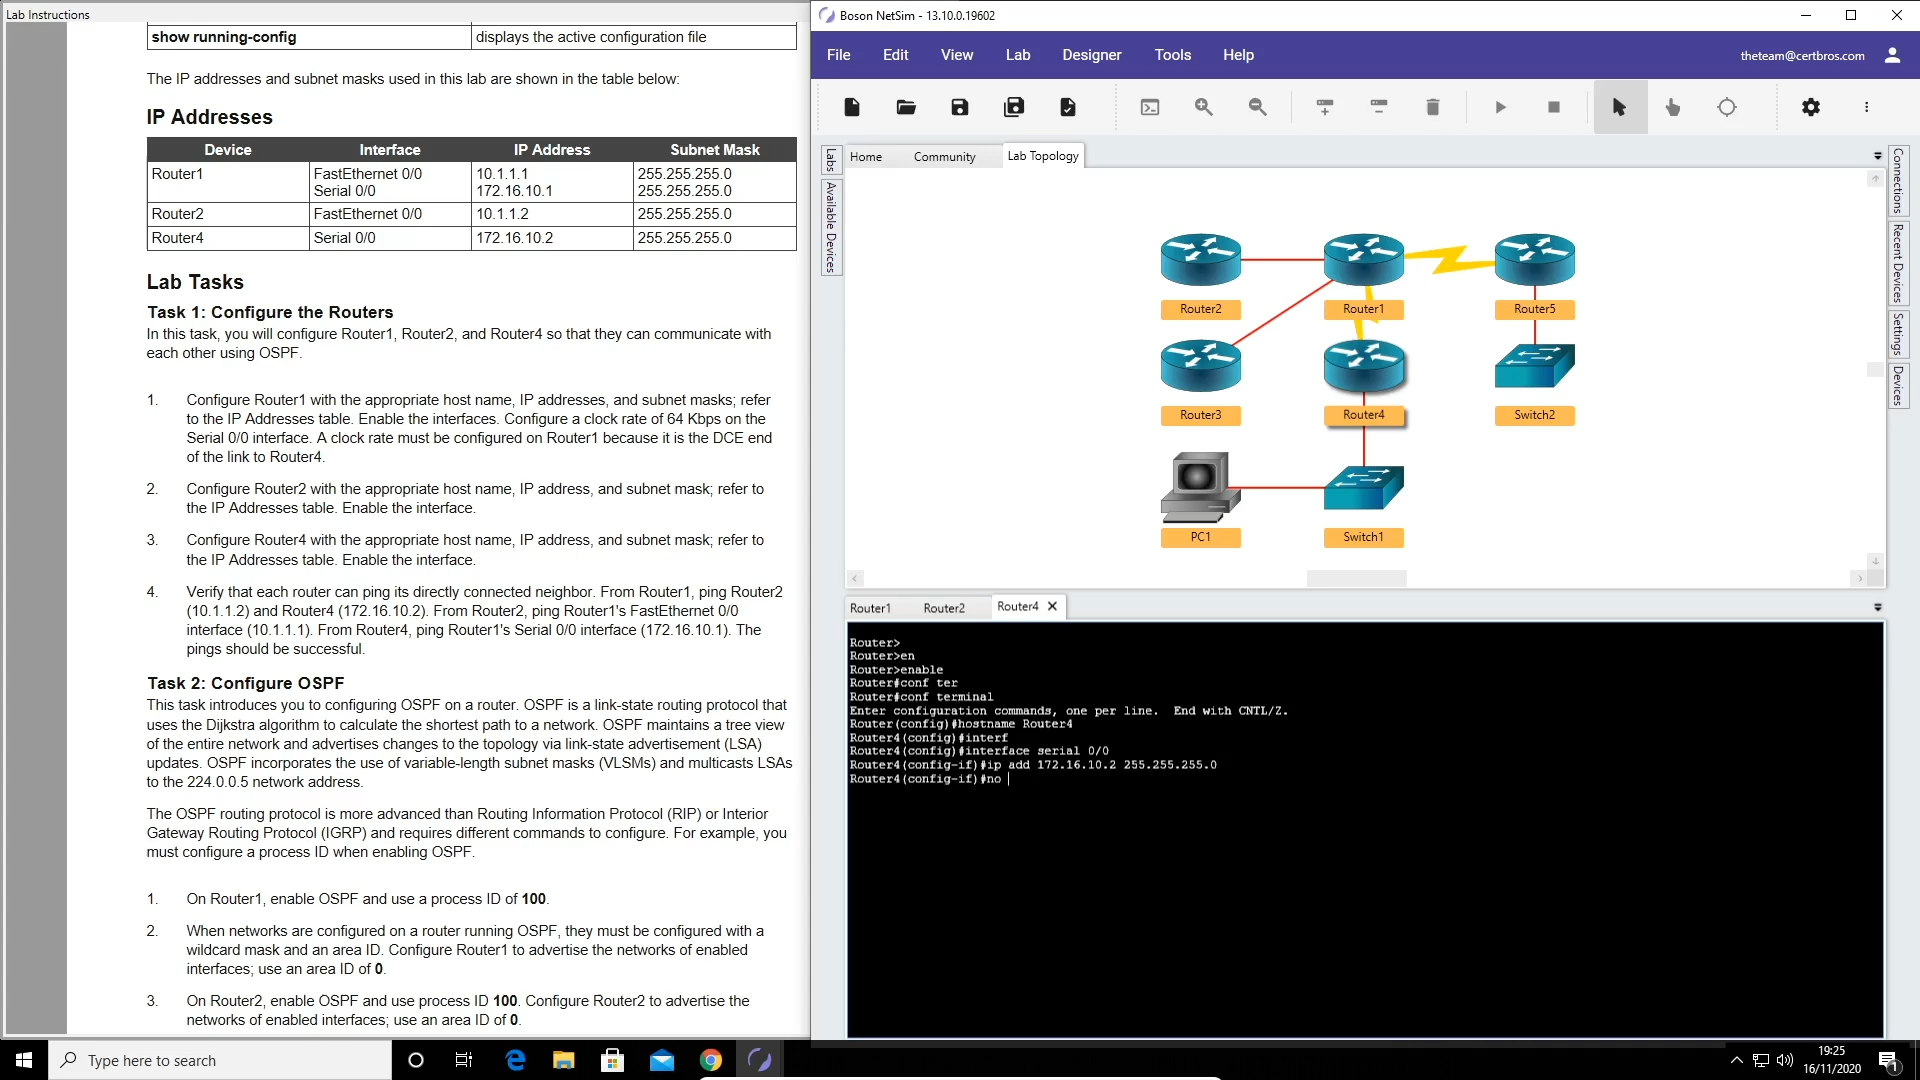 Lab Instructions
show running-config displays the active configuration file
The IP addresses and subnet masks used in this lab are shown in the table below:
IP Addresses
Device Interface IP Address Subnet Mask
Router1 FastEthernet 0/0 10.1.1.1 255.255.255.0
Serial 0/0 172.16.10.1 255.255.255.0
Router2 FastEthernet 0/0 10.1.1.2 255.255.255.0
Router4 Serial 0/0 172.16.10.2 255.255.255.0
Lab Tasks
Task 1: Configure the Routers
In this task, you will configure Router1, Router2, and Router4 so that they can communicate with
each other using OSPF.
1. Configure Router1 with the appropriate host name, IP addresses, and subnet masks; refer
to the IP Addresses table. Enable the interfaces. Configure a clock rate of 64 Kbps on the
Serial 0/0 interface. A clock rate must be configured on Router1 because it is the DCE end
of the link to Router4.
2. Configure Router2 with the appropriate host name, IP address, and subnet mask; refer to
the IP Addresses table. Enable the interface.
3. Configure Router4 with the appropriate host name, IP address, and subnet mask; refer to
the IP Addresses table. Enable the interface.
4. Verify that each router can ping its directly connected neighbor. From Router1, ping Router2
(10.1.1.2) and Router4 (172.16.10.2). From Router2, ping Router1's FastEthernet 0/0
interface (10.1.1.1). From Router4, ping Router1's Serial 0/0 interface (172.16.10.1). The
pings should be successful.
Task 2: Configure OSPF
This task introduces you to configuring OSPF on a router. OSPF is a link-state routing protocol that
uses the Dijkstra algorithm to calculate the shortest path to a network. OSPF maintains a tree view
of the entire network and advertises changes to the topology via link-state advertisement (LSA)
updates. OSPF incorporates the use of variable-length subnet masks (VLSMs) and multicasts LSAs
to the 224.0.0.5 network address.
The OSPF routing protocol is more advanced than Routing Information Protocol (RIP) or Interior
Gateway Routing Protocol (IGRP) and requires different commands to configure. For example, you
must configure a process ID when enabling OSPF.
1. On Router1, enable OSPF and use a process ID of 100.
2. When networks are configured on a router running OSPF, they must be configured with a
wildcard mask and an area ID. Configure Router1 to advertise the networks of enabled
interfaces; use an area ID of 0.
3. On Router2, enable OSPF and use process ID 100. Configure Router2 to advertise the
networks of enabled interfaces; use an area ID of 0.
Boson NetSim - 13.10.0.19602
File Edit View Lab Designer Tools Help
theteam@certbros.com
Labs
Available Devices
Home Community Lab Topology
Connections
Recent Devices
Settings
Devices
Router2 Router1 Router5
Router3 Router4 Switch2
PC1 Switch1
Router1 Router2 Router4
Router>
Router>en
Router>enable
Router#conf ter
Router#conf terminal
Enter configuration commands, one per line. End with CNTL/Z.
Router(config)#hostname Router4
Router4(config)#interf
Router4(config)#interface serial 0/0
Router4(config-if)#ip add 172.16.10.2 255.255.255.0
Router4(config-if)#no
Type here to search
19:25
16/11/2020
1